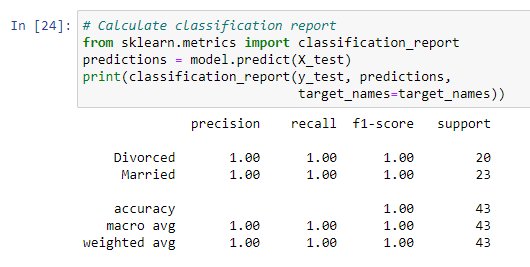 In [24]: # Calculate classification report
from sklearn.metrics import classification_report
predictions = model.predict(X_test)
print(classification_report(y_test, predictions,
target_names=target_names))
precision recall f1-score support
Divorced 1.00 1.00 1.00 20
Married 1.00 1.00 1.00 23
accuracy 1.00 43
macro avg 1.00 1.00 1.00 43
weighted avg 1.00 1.00 1.00 43